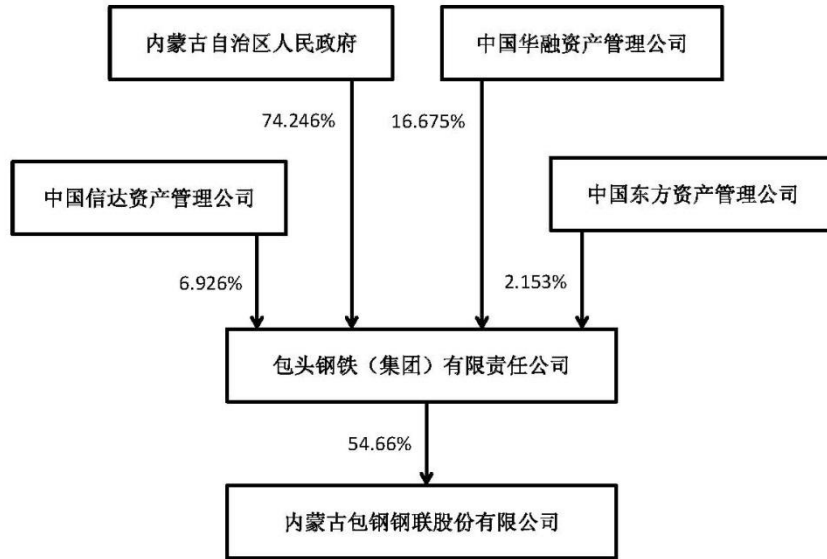 内蒙古自治区人民政府
中国华融资产管理公司
74.246%
16.675%
中国信达资产管理公司
中国东方资产管理公司
6.926%
2.153%
包头钢铁（集团）有限责任公司
54.66%
内蒙古包钢钢联股份有限公司